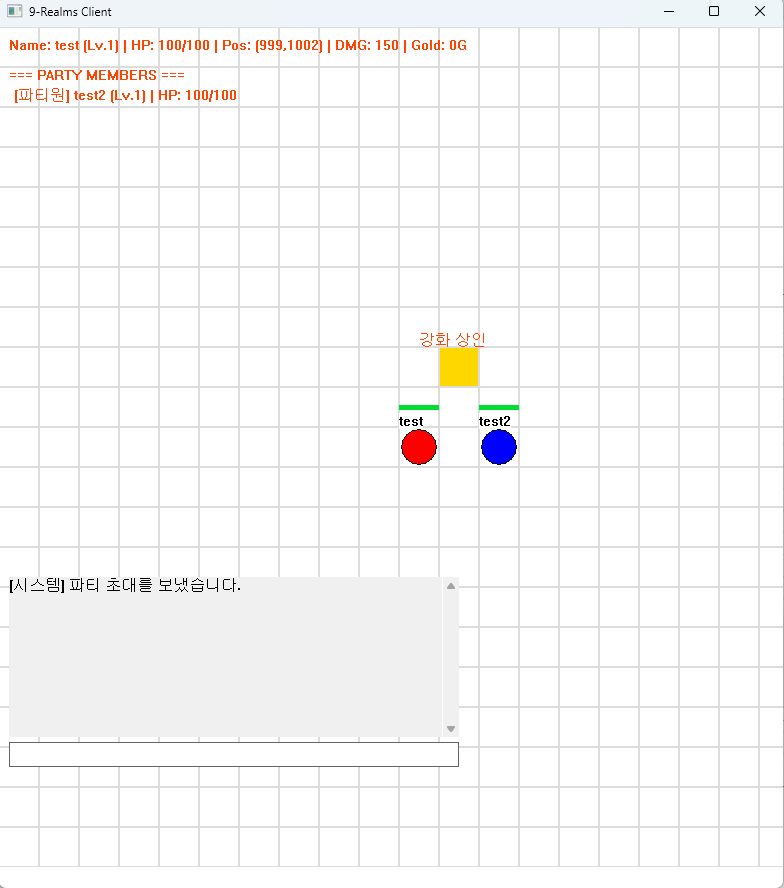 9-Realms Client
Name: test (Lv.1) | HP: 100/100 | Pos: (999,1002) | DMG: 150 | Gold: 0G
=== PARTY MEMBERS ===
[파티원] test2 (Lv.1) | HP: 100/100
강화 상인
test
test2
[시스템] 파티 초대를 보냈습니다.